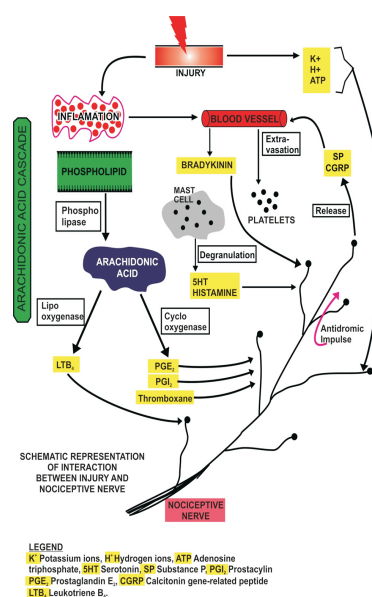 INJURY
K+
H+
ATP
INFLAMATION
BLOOD VESSEL
Extra-
vasation
SP
CGRP
BRADYKININ
PHOSPHOLIPID
MAST
CELL
PLATELETS
Release
Phospho
lipase
ARACHIDONIC ACID CASCADE
ARACHIDONIC
ACID
Degranulation
5HT
HISTAMINE
Antidromic
Impulse
Lipo
oxygenase
Cyclo
oxygenase
LTB₄
PGE₂
PGI₂
Thromboxane
SCHEMATIC REPRESENTATION
OF INTERACTION
BETWEEN INJURY AND
NOCICEPTIVE NERVE
NOCICEPTIVE
NERVE
LEGEND
K⁺ Potassium ions, H⁺ Hydrogen ions, ATP Adenosine
triphosphate, 5HT Serotonin, SP Substance P, PGI₂ Prostacylin
PGE₂ Prostaglandin E₂, CGRP Calcitonin gene-related peptide
LTB₄ Leukotriene B₄.